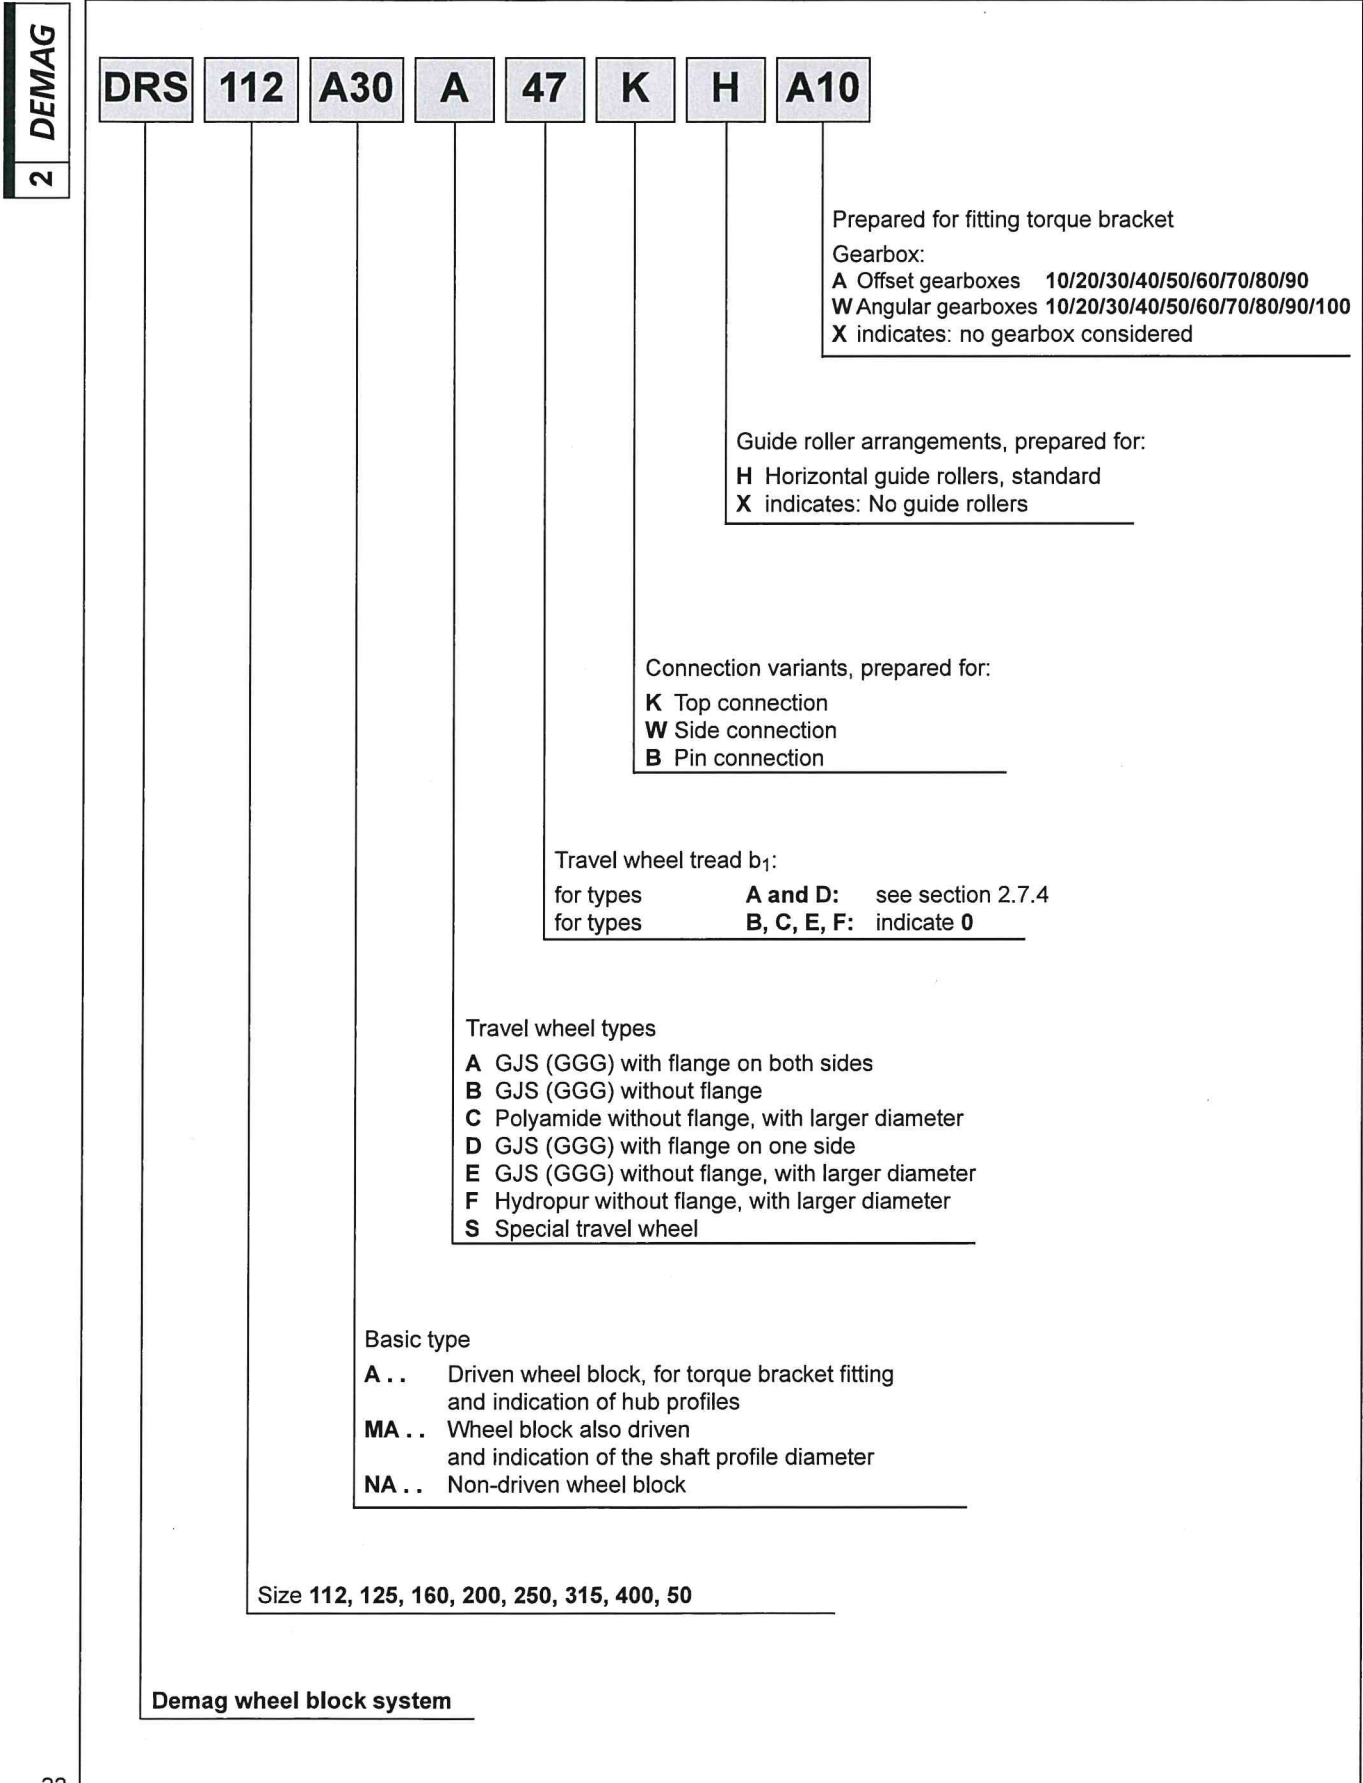 2 DEMAG
DRS 112 A30 A 47 K H A10
Prepared for fitting torque bracket
Gearbox:
A Offset gearboxes 10/20/30/40/50/60/70/80/90
W Angular gearboxes 10/20/30/40/50/60/70/80/90/100
X indicates: no gearbox considered
Guide roller arrangements, prepared for:
H Horizontal guide rollers, standard
X indicates: No guide rollers
Connection variants, prepared for:
K Top connection
W Side connection
B Pin connection
Travel wheel tread b₁:
for types A and D: see section 2.7.4
for types B, C, E, F: indicate 0
Travel wheel types
A GJS (GGG) with flange on both sides
B GJS (GGG) without flange
C Polyamide without flange, with larger diameter
D GJS (GGG) with flange on one side
E GJS (GGG) without flange, with larger diameter
F Hydropur without flange, with larger diameter
S Special travel wheel
Basic type
A . . Driven wheel block, for torque bracket fitting
and indication of hub profiles
MA . . Wheel block also driven
and indication of the shaft profile diameter
NA . . Non-driven wheel block
Size 112, 125, 160, 200, 250, 315, 400, 50
Demag wheel block system